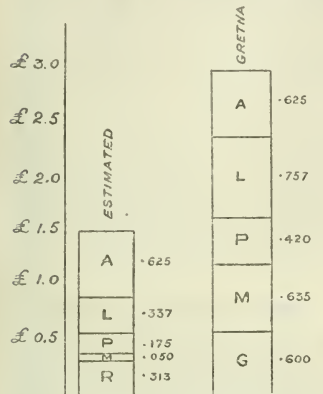 £ 3.0
£ 2.5
£ 2.0
£ 1.5
£ 1.0
£ 0.5
ESTIMATED
A ·625
L ·337
P ·175
M ·050
R ·313
GRETNA
A ·625
L ·757
P ·420
M ·635
G ·600